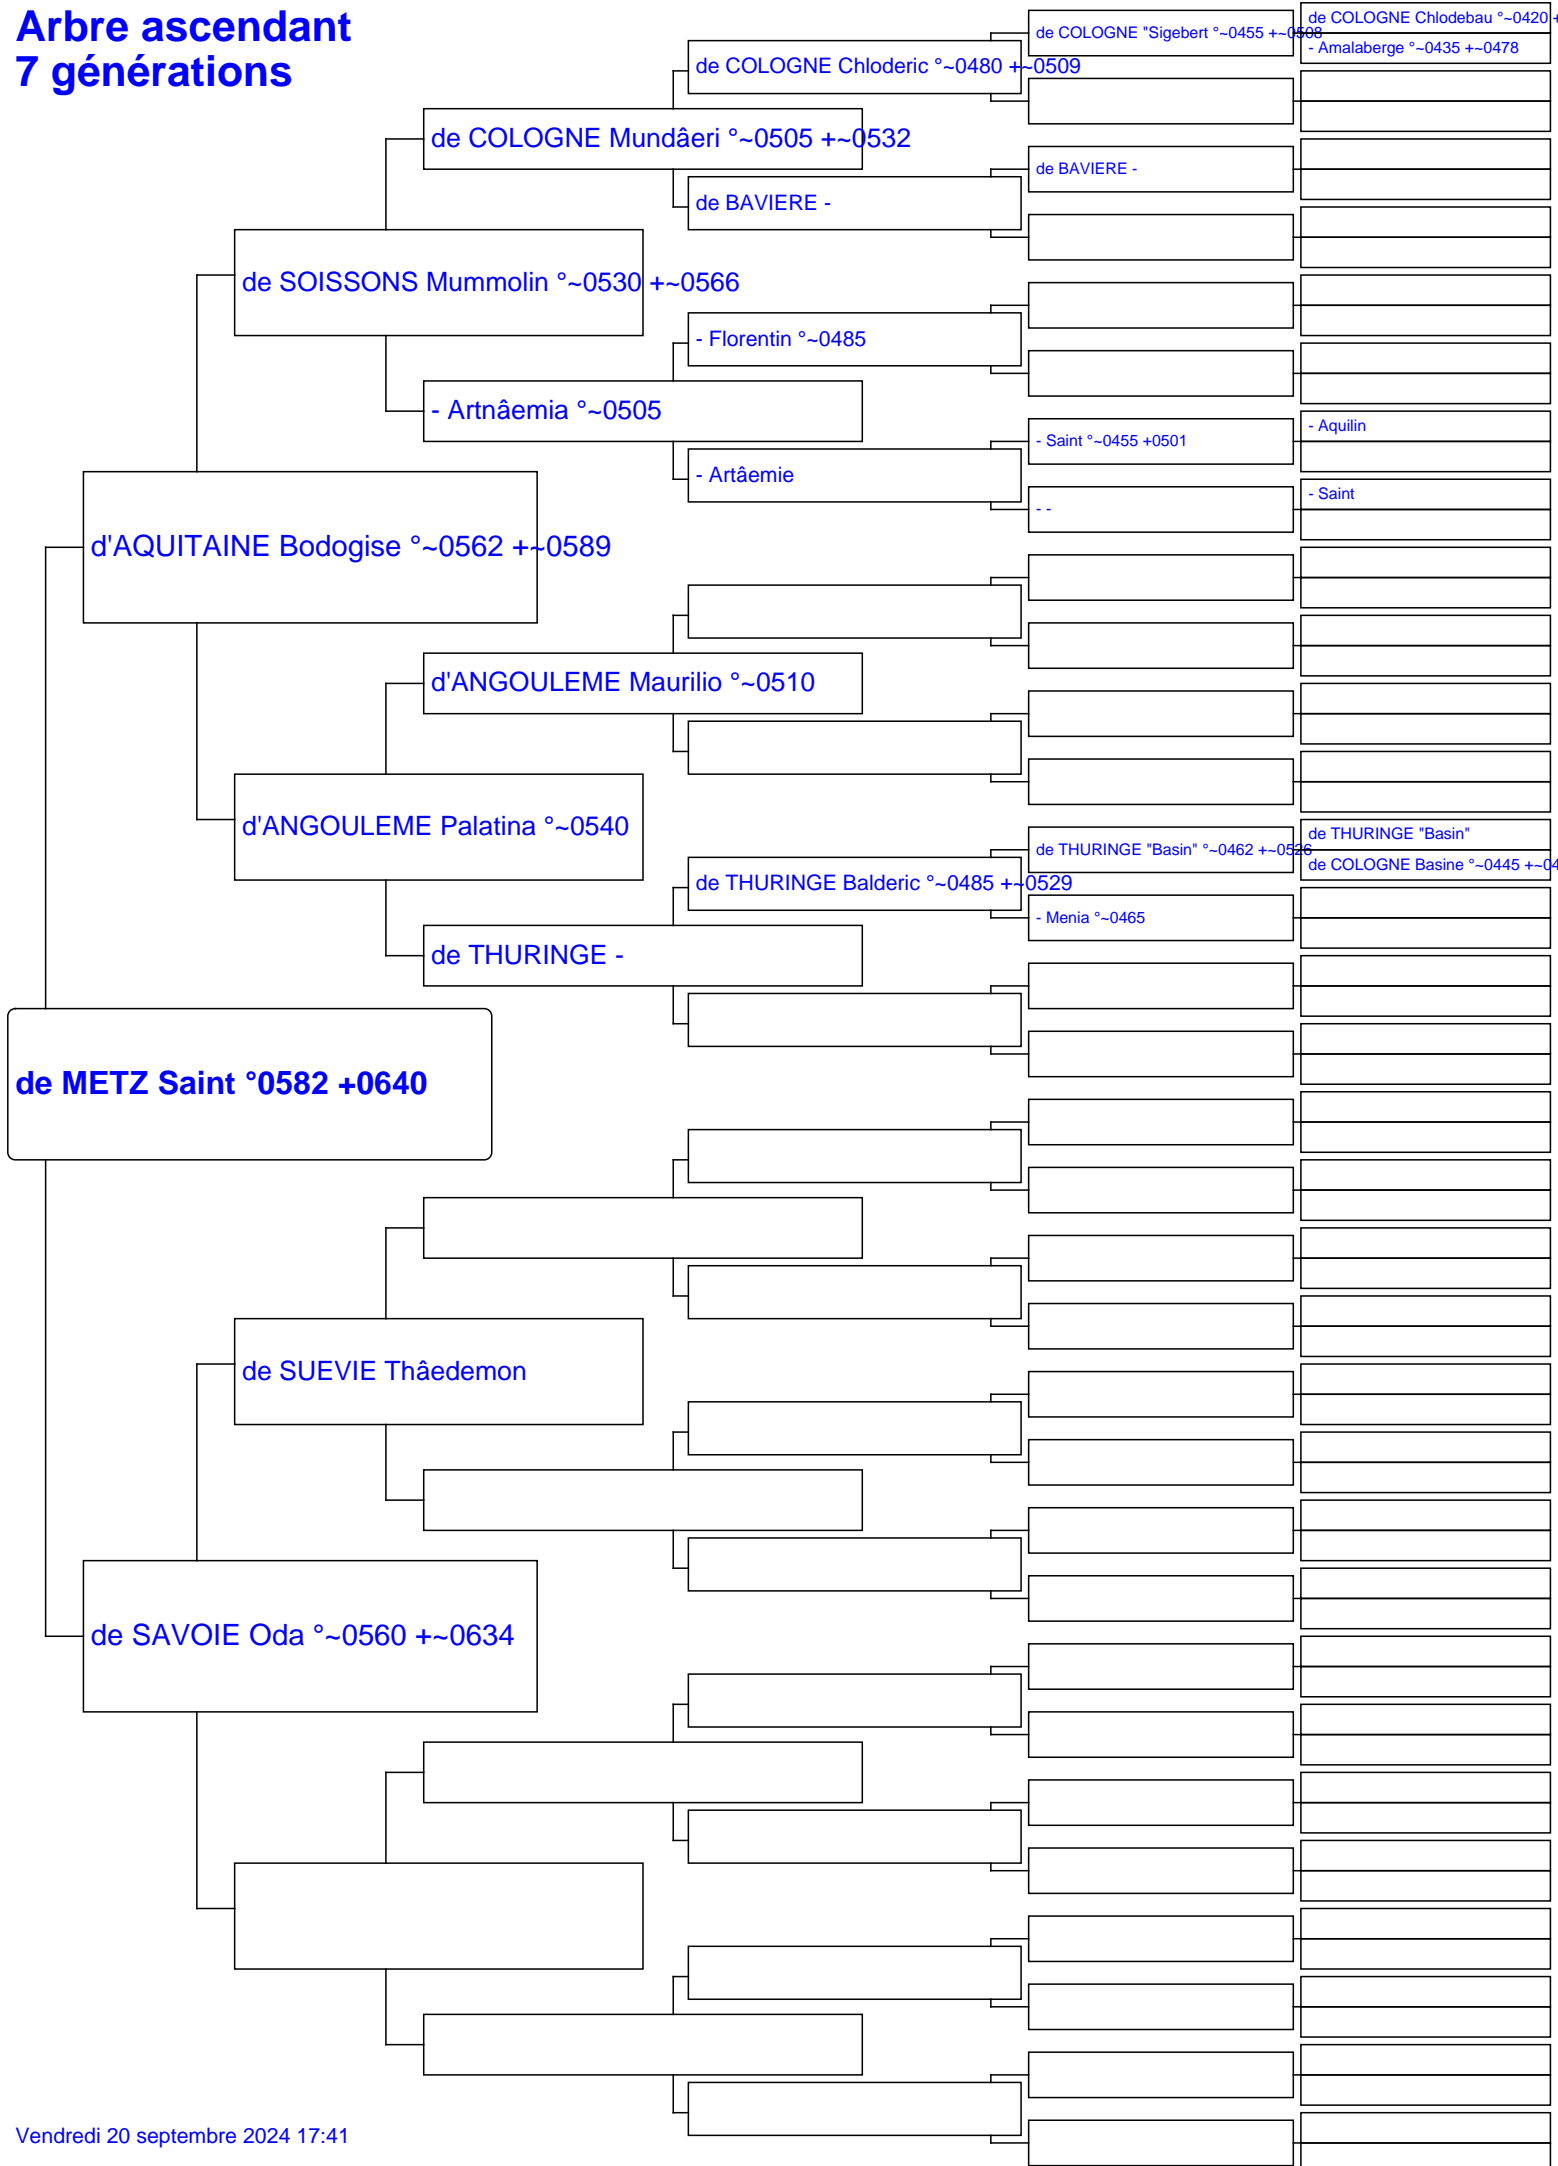 Arbre ascendant
7 générations
de COLOGNE Chlodebau °~0420 +
de COLOGNE "Sigebert °~0455 +~0508
- Amalaberge °~0435 +~0478
de COLOGNE Chloderic °~0480 +~0509
de COLOGNE Mundâeri °~0505 +~0532
de BAVIERE -
de BAVIERE -
de SOISSONS Mummolin °~0530 +~0566
- Florentin °~0485
- Artnâemia °~0505
- Aquilin
- Saint °~0455 +0501
- Artâemie
- Saint
- -
d'AQUITAINE Bodogise °~0562 +~0589
d'ANGOULEME Maurilio °~0510
d'ANGOULEME Palatina °~0540
de THURINGE "Basin"
de THURINGE "Basin" °~0462 +~0526
de COLOGNE Basine °~0445 +~04
de THURINGE Balderic °~0485 +~0529
- Menia °~0465
de THURINGE -
de METZ Saint °0582 +0640
de SUEVIE Thâedemon
de SAVOIE Oda °~0560 +~0634
Vendredi 20 septembre 2024 17:41